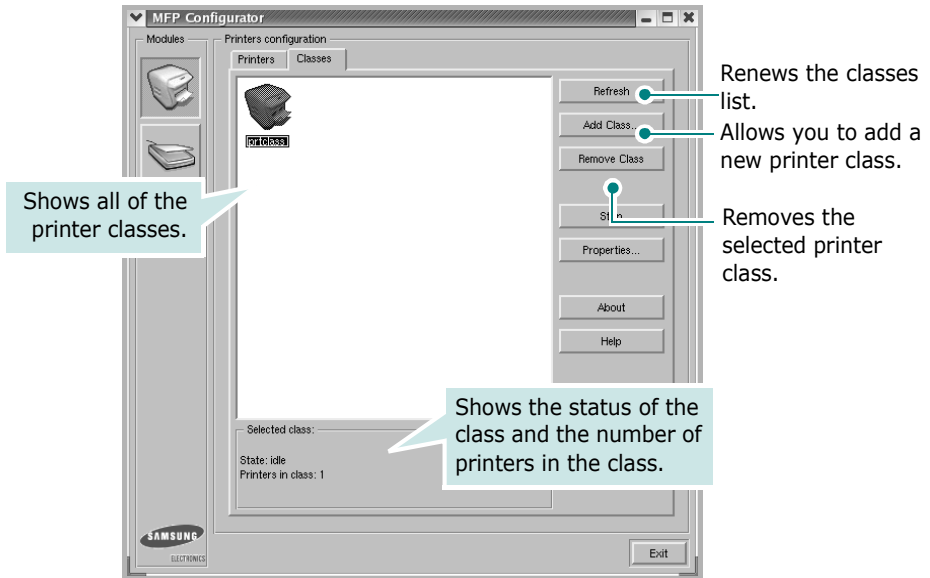 MFP Configurator
Modules
Printers configuration
Printers
Classes
prtclass
Refresh
Add Class...
Remove Class
Properties...
About
Help
Renews the classes
list.
Allows you to add a
new printer class.
Removes the
selected printer
class.
Shows all of the
printer classes.
Shows the status of the
class and the number of
printers in the class.
Selected class:
State: idle
Printers in class: 1
SAMSUNG
ELECTRONICS
Exit